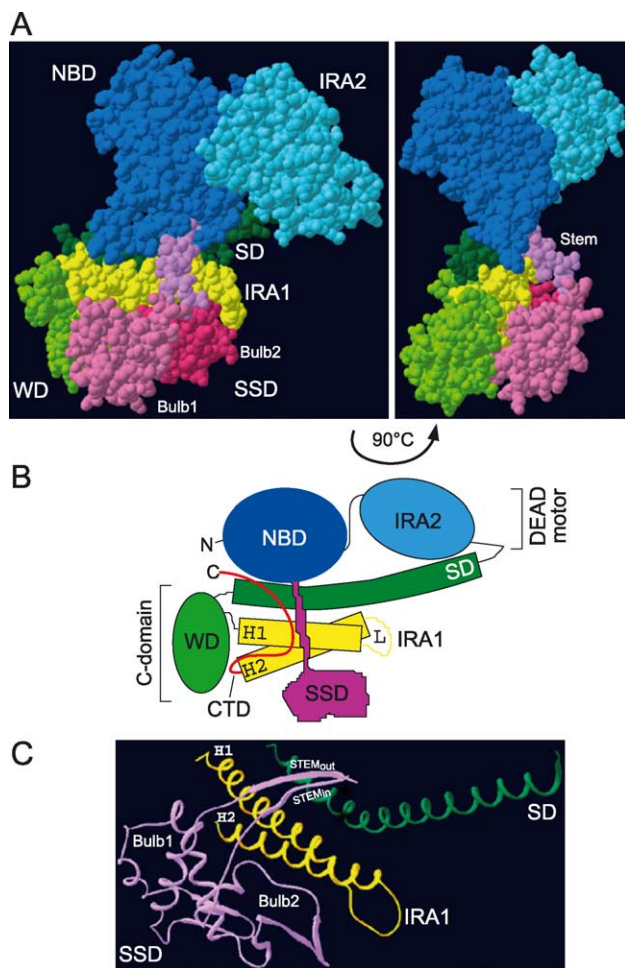 A
NBD
IRA2
SD
Stem
IRA1
Bulb2
WD
SSD
Bulb1
90°C
B
IRA2
NBD
N
DEAD
motor
SD
C
C-domain
WD
H1
L
IRA1
H2
SSD
CTD
C
H1
STEMout
STEMin
SD
H2
Bulb1
Bulb2
IRA1
SSD